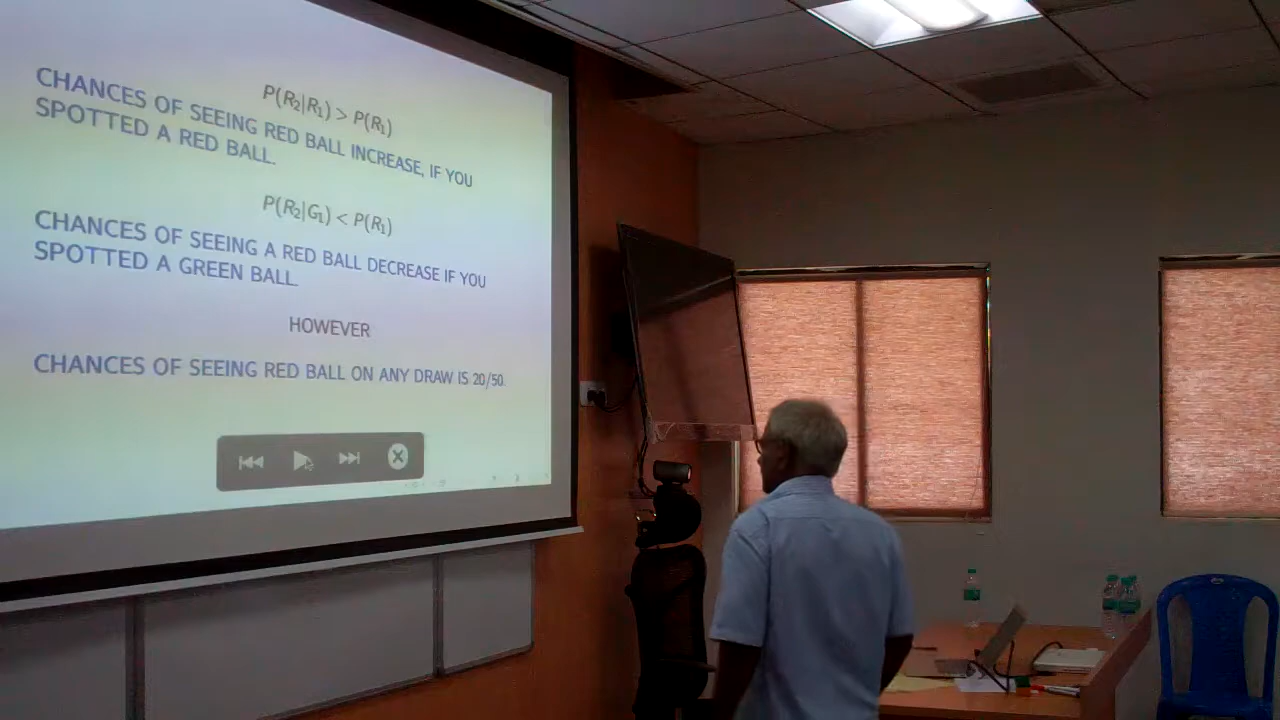 P(R₂|R₁) > P(R₁)
CHANCES OF SEEING RED BALL INCREASE, IF YOU
SPOTTED A RED BALL.
P(R₂|G₁) < P(R₁)
CHANCES OF SEEING A RED BALL DECREASE IF YOU
SPOTTED A GREEN BALL.
HOWEVER
CHANCES OF SEEING RED BALL ON ANY DRAW IS 20/50.